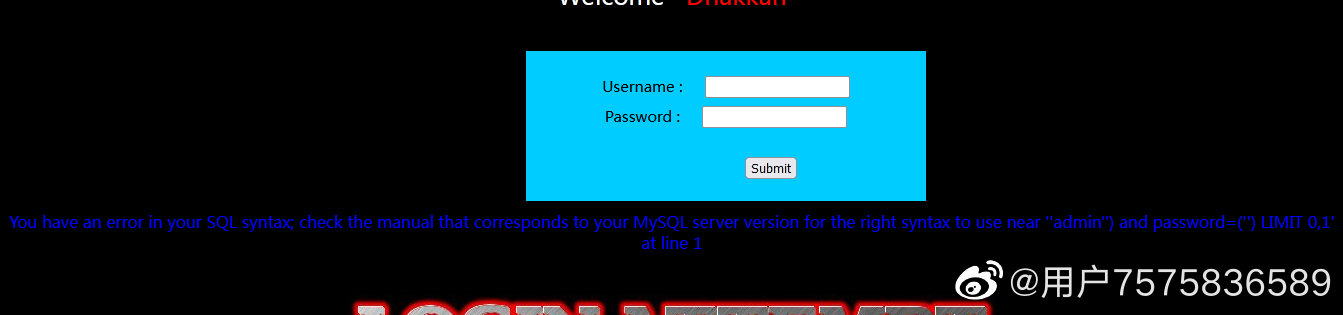 Welcome Dhakkan
Username :
Password :
Submit
You have an error in your SQL syntax; check the manual that corresponds to your MySQL server version for the right syntax to use near ''admin'') and password=('') LIMIT 0,1'
at line 1
@用户7575836589
LOGIN ATTEMPT